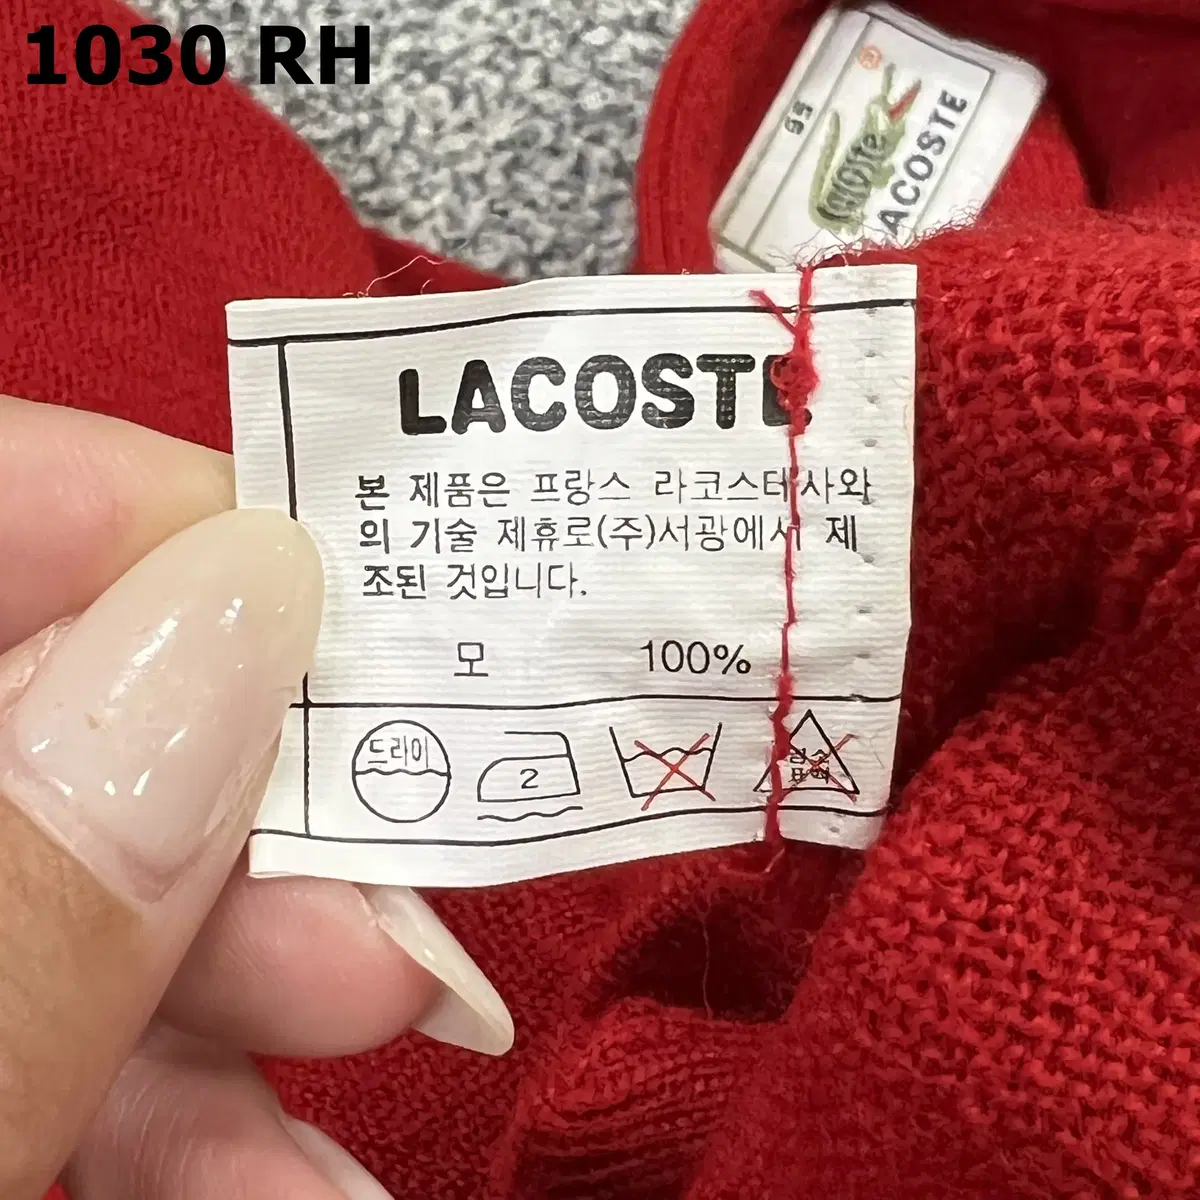 1030 RH
95
Lacoste
LACOSTE
LACOSTE
본 제품은 프랑스 라코스테사와
의 기술 제휴로(주)서광에서 제
조된 것입니다.
모 100%
드라이
2